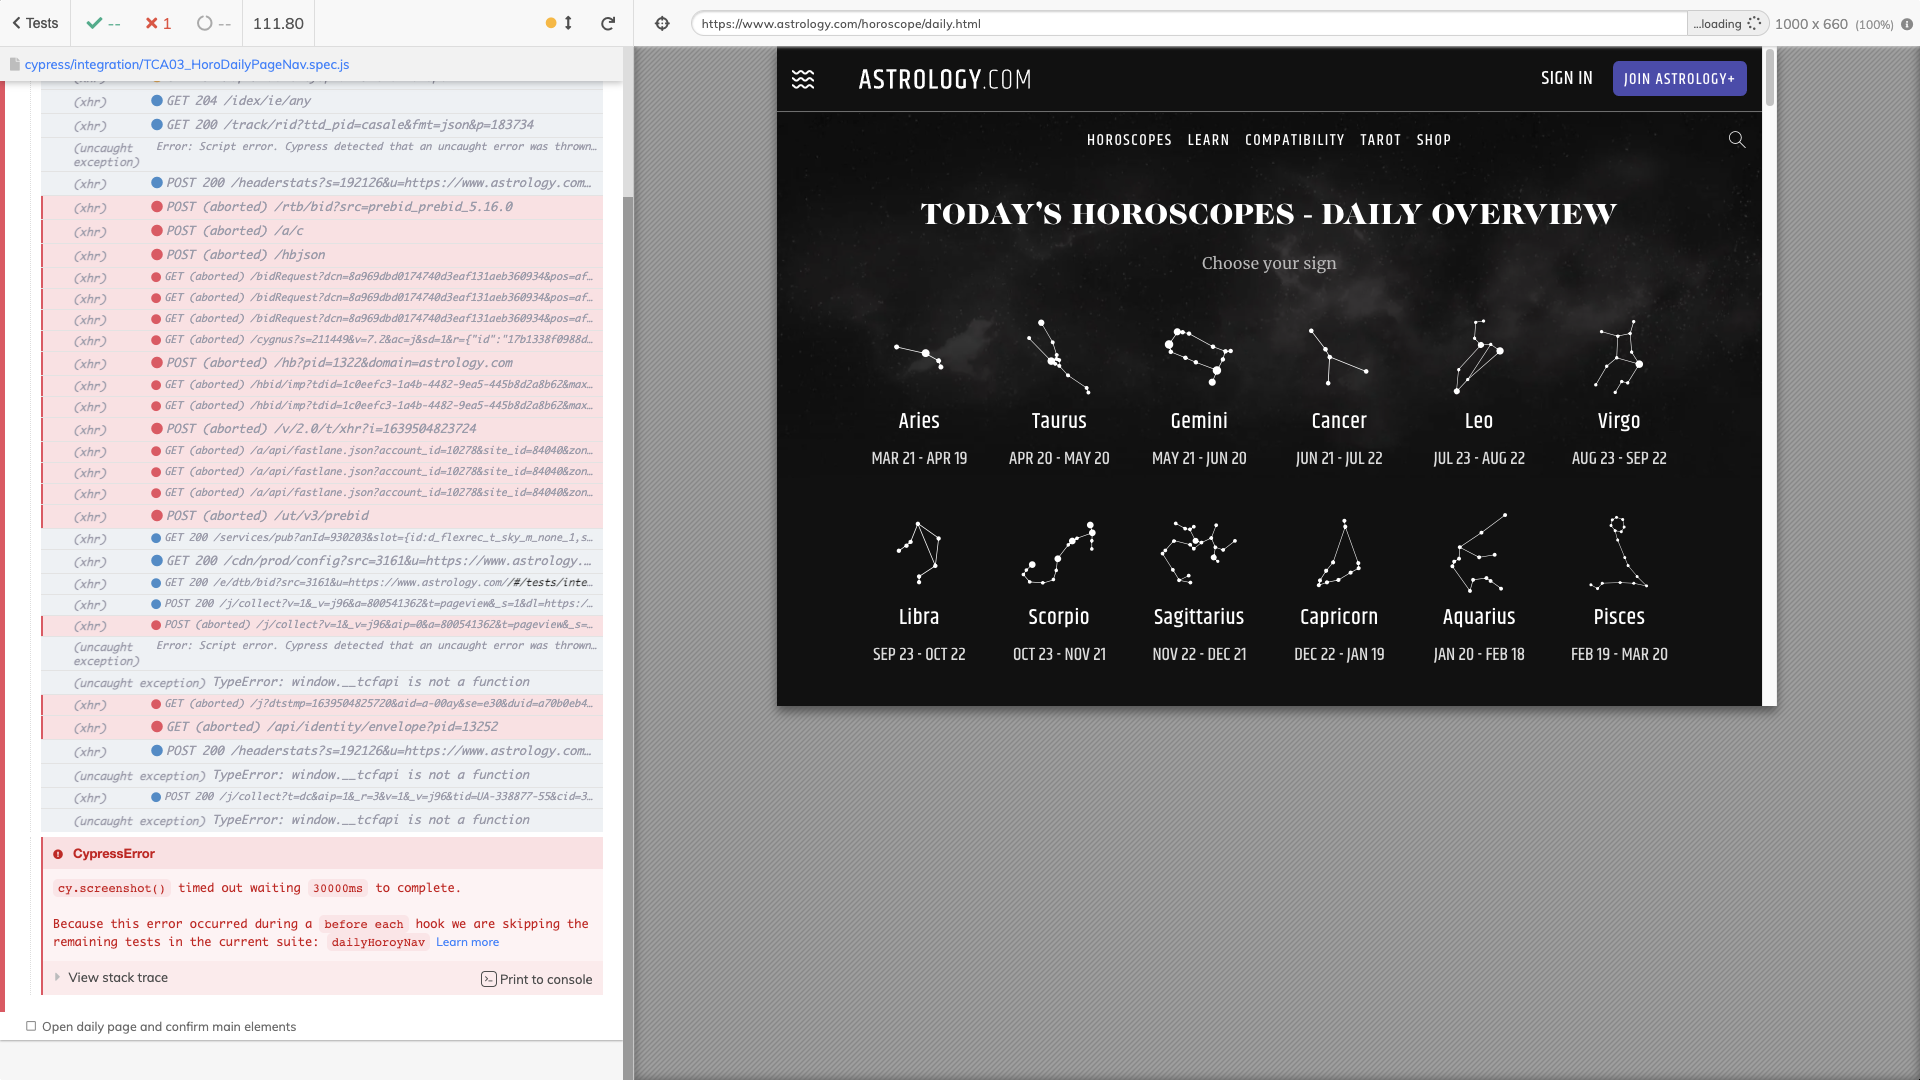 Tests
--
1
--
111.80
https://www.astrology.com/horoscope/daily.html
...loading
1000 x 660 (100%)
cypress/integration/TCA03_HoroDailyPageNav.spec.js
(xhr) GET 204 /idex/ie/any
(xhr) GET 200 /track/rid?ttd_pid=casale&fmt=json&p=183734
(uncaught exception) Error: Script error. Cypress detected that an uncaught error was thrown…
(xhr) POST 200 /headerstats?s=192126&u=https://www.astrology.com…
(xhr) POST (aborted) /rtb/bid?src=prebid_prebid_5.16.0
(xhr) POST (aborted) /a/c
(xhr) POST (aborted) /hbjson
(xhr) GET (aborted) /bidRequest?dcn=8a969dbd0174740d3eaf131aeb360934&pos=af…
(xhr) GET (aborted) /bidRequest?dcn=8a969dbd0174740d3eaf131aeb360934&pos=af…
(xhr) GET (aborted) /bidRequest?dcn=8a969dbd0174740d3eaf131aeb360934&pos=af…
(xhr) GET (aborted) /cygnus?s=211449&v=7.2&ac=j&sd=1&r={"id":"17b1338f0988d…
(xhr) POST (aborted) /hb?pid=1322&domain=astrology.com
(xhr) GET (aborted) /hbid/imp?tdid=1c0eefc3-1a4b-4482-9ea5-445b8d2a8b62&max…
(xhr) GET (aborted) /hbid/imp?tdid=1c0eefc3-1a4b-4482-9ea5-445b8d2a8b62&max…
(xhr) POST (aborted) /v/2.0/t/xhr?i=1639504823724
(xhr) GET (aborted) /a/api/fastlane.json?account_id=10278&site_id=84040&zon…
(xhr) GET (aborted) /a/api/fastlane.json?account_id=10278&site_id=84040&zon…
(xhr) GET (aborted) /a/api/fastlane.json?account_id=10278&site_id=84040&zon…
(xhr) POST (aborted) /ut/v3/prebid
(xhr) GET 200 /services/pub?anId=930203&slot={id:d_flexrec_t_sky_m_none_1,s…
(xhr) GET 200 /cdn/prod/config?src=3161&u=https://www.astrology.…
(xhr) GET 200 /e/dtb/bid?src=3161&u=https://www.astrology.com//#/tests/inte…
(xhr) POST 200 /j/collect?v=1&_v=j96&a=800541362&t=pageview&_s=1&dl=https:/…
(xhr) POST (aborted) /j/collect?v=1&_v=j96&aip=0&a=800541362&t=pageview&_s=…
(uncaught exception) Error: Script error. Cypress detected that an uncaught error was thrown…
(uncaught exception) TypeError: window.__tcfapi is not a function
(xhr) GET (aborted) /j?dtstmp=1639504825720&aid=a-00ay&se=e30&duid=a70b0eb4…
(xhr) GET (aborted) /api/identity/envelope?pid=13252
(xhr) POST 200 /headerstats?s=192126&u=https://www.astrology.com…
(uncaught exception) TypeError: window.__tcfapi is not a function
(xhr) POST 200 /j/collect?t=dc&aip=1&_r=3&v=1&_v=j96&tid=UA-338877-55&cid=3…
(uncaught exception) TypeError: window.__tcfapi is not a function
CypressError
cy.screenshot() timed out waiting 30000ms to complete.
Because this error occurred during a before each hook we are skipping the
remaining tests in the current suite: dailyHoroyNav Learn more
View stack trace
Print to console
Open daily page and confirm main elements
ASTROLOGY.COM
SIGN IN
JOIN ASTROLOGY+
HOROSCOPES LEARN COMPATIBILITY TAROT SHOP
TODAY'S HOROSCOPES - DAILY OVERVIEW
Choose your sign
Aries Taurus Gemini Cancer Leo Virgo
MAR 21 - APR 19 APR 20 - MAY 20 MAY 21 - JUN 20 JUN 21 - JUL 22 JUL 23 - AUG 22 AUG 23 - SEP 22
Libra Scorpio Sagittarius Capricorn Aquarius Pisces
SEP 23 - OCT 22 OCT 23 - NOV 21 NOV 22 - DEC 21 DEC 22 - JAN 19 JAN 20 - FEB 18 FEB 19 - MAR 20